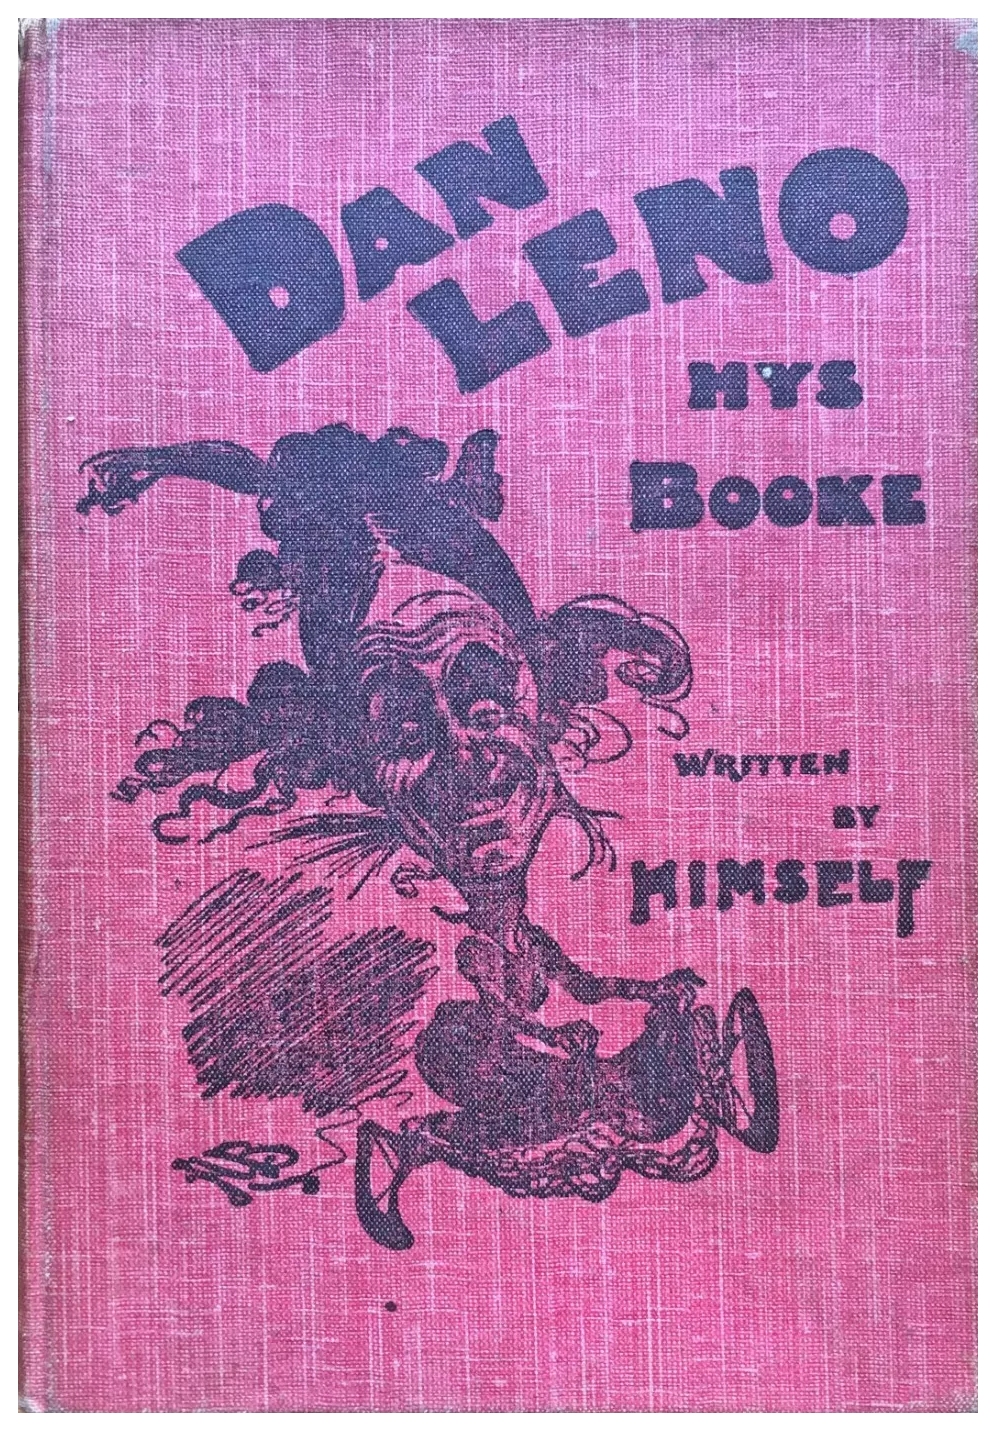 DAN
LENO
HYS
BOOKE
WRITTEN
BY
HIMSELF